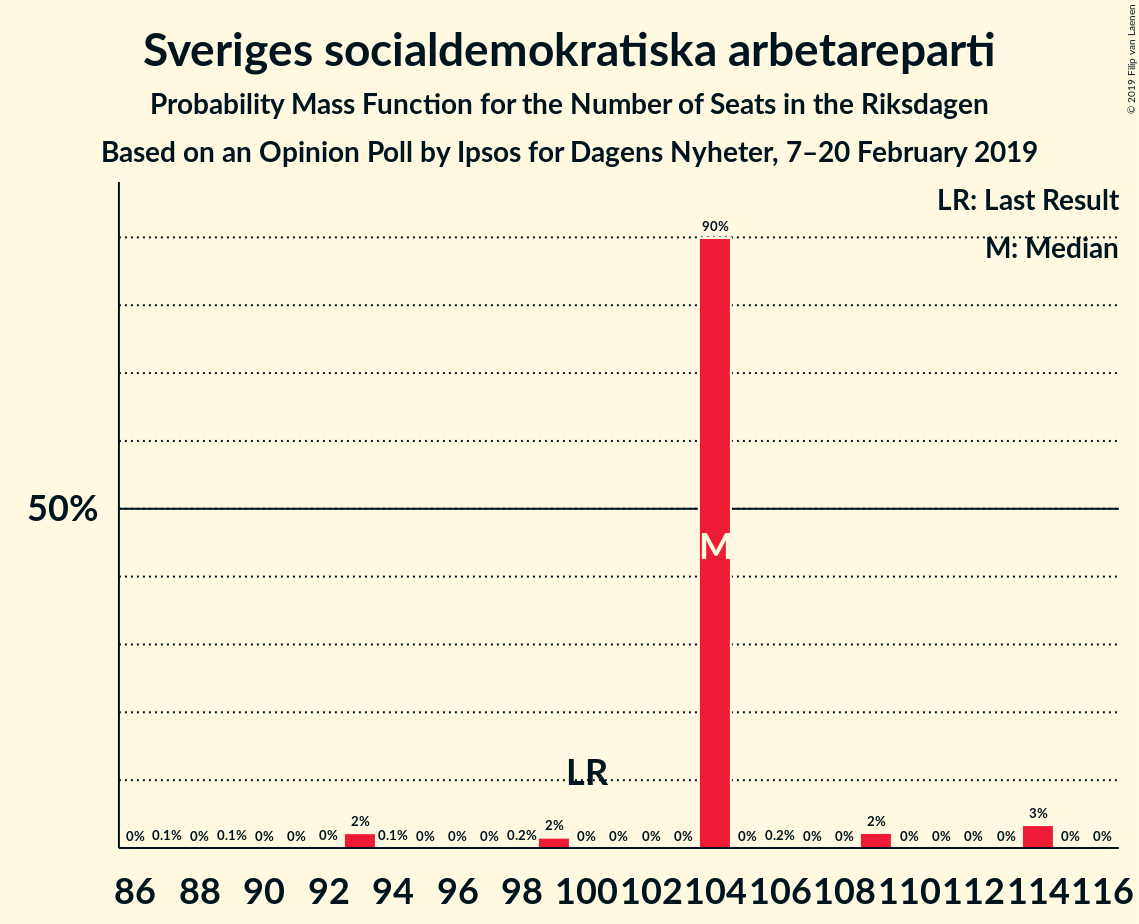 Sveriges socialdemokratiska arbetareparti
Probability Mass Function for the Number of Seats in the Riksdagen
Based on an Opinion Poll by Ipsos for Dagens Nyheter, 7–20 February 2019
© 2019 Filip van Laenen
LR: Last Result
M: Median
90%
50%
M
LR
0% 0.1% 0% 0.1% 0% 0% 0% 2% 0.1% 0% 0% 0% 0.2% 2% 0% 0% 0% 0% 0% 0.2% 0% 0% 2% 0% 0% 0% 0% 3% 0% 0%
86 88 90 92 94 96 98 100 102 104 106 108 110 112 114 116